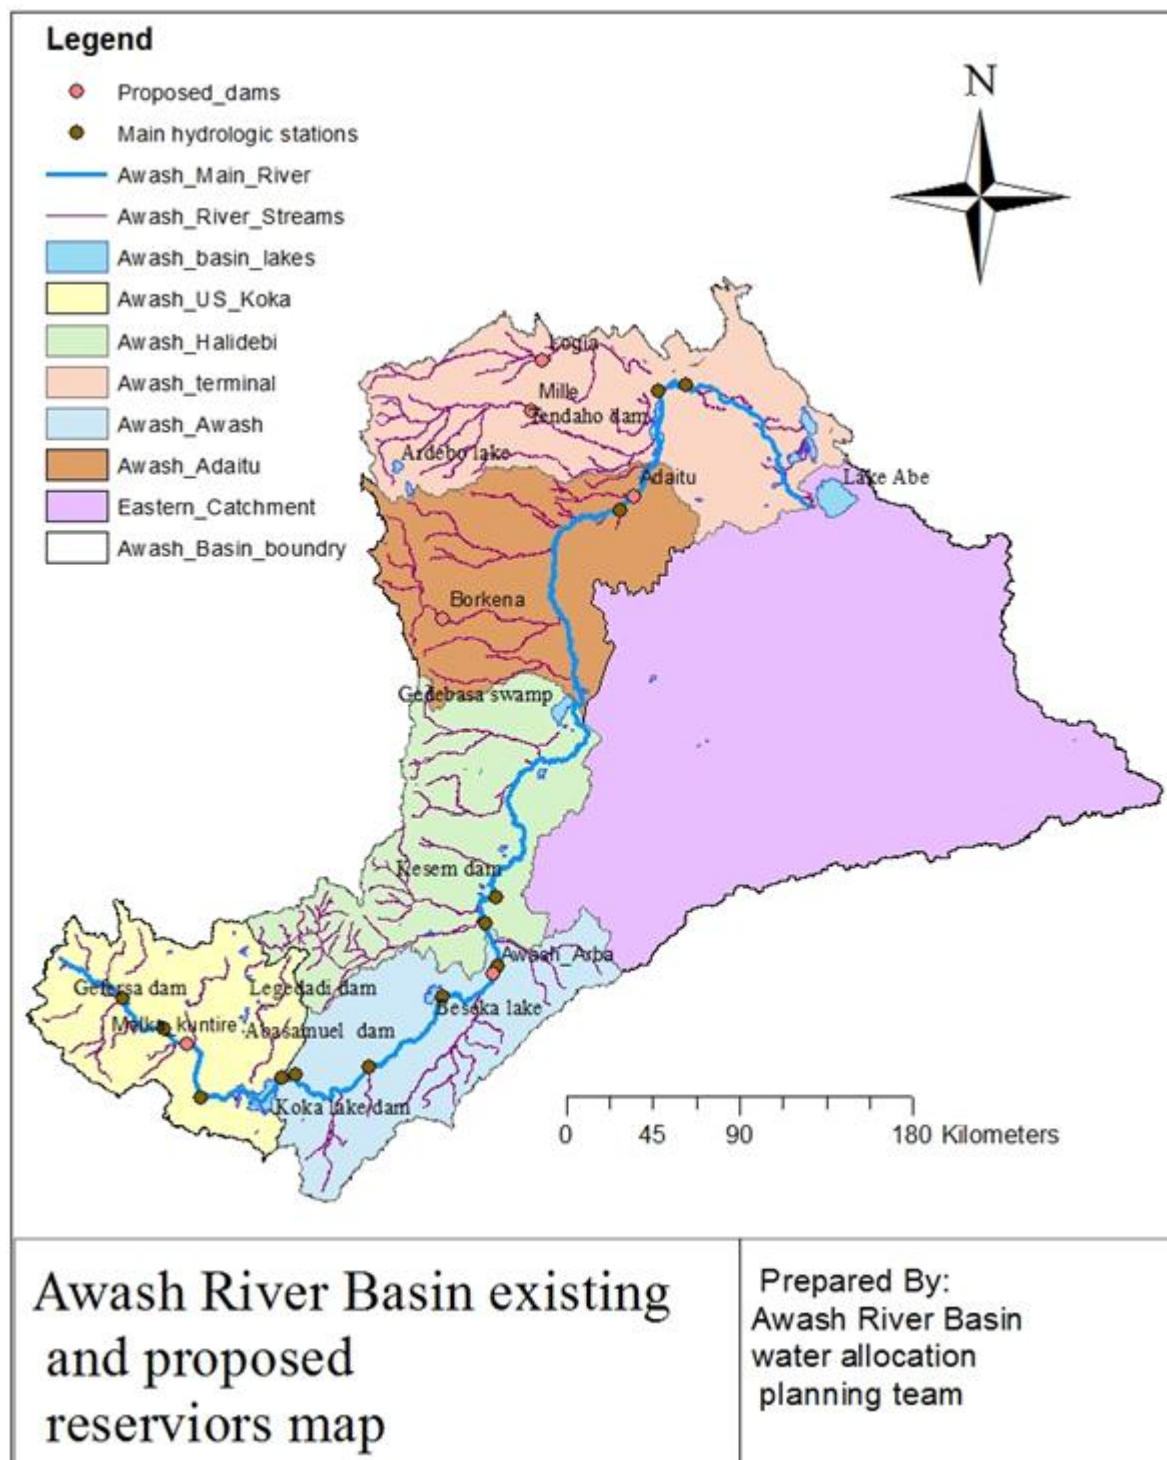 Legend
Proposed_dams
Main hydrologic stations
Awash_Main_River
Awash_River_Streams
Awash_basin_lakes
Awash_US_Koka
Awash_Halidebi
Awash_terminal
Awash_Awash
Awash_Adaitu
Eastern_Catchment
Awash_Basin_boundry
N
Logia
Mille
Tendaho dam
Ardebo lake
Adaitu
Lake Abe
Borkena
Gedebasa swamp
Kesem dam
Awash_Arba
Gefersa dam
Legedadi dam
Beseka lake
Melka_kuntire
Abasamuel dam
Koka lake dam
0 45 90 180 Kilometers
Awash River Basin existing
and proposed
reserviors map
Prepared By:
Awash River Basin
water allocation
planning team